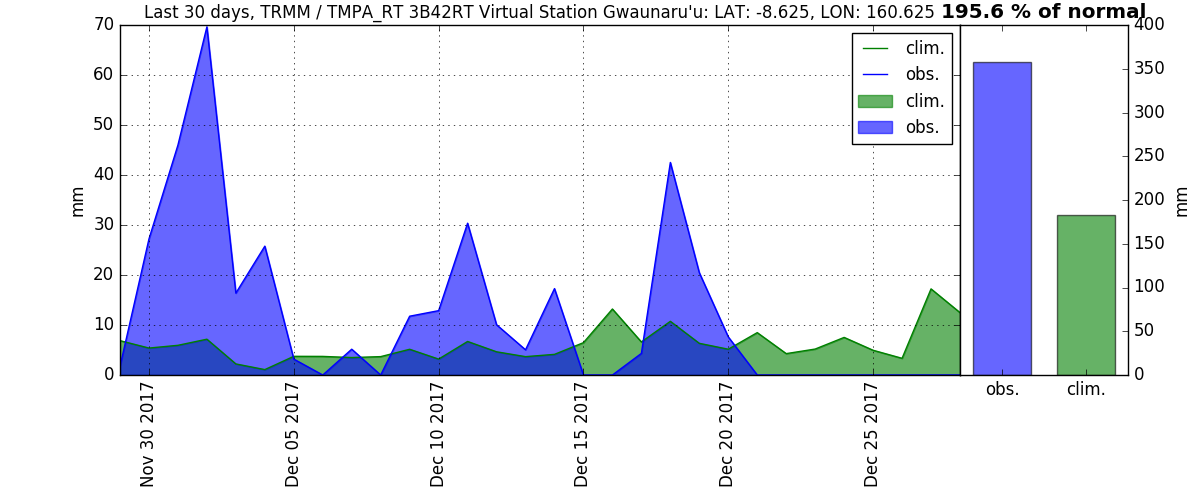 Last 30 days, TRMM / TMPA_RT 3B42RT Virtual Station Gwaunaru'u: LAT: -8.625, LON: 160.625 195.6 % of normal
70
60
50
40
30
20
10
0
mm
clim.
obs.
clim.
obs.
Nov 30 2017
Dec 05 2017
Dec 10 2017
Dec 15 2017
Dec 20 2017
Dec 25 2017
400
350
300
250
200
150
100
50
0
mm
obs.
clim.